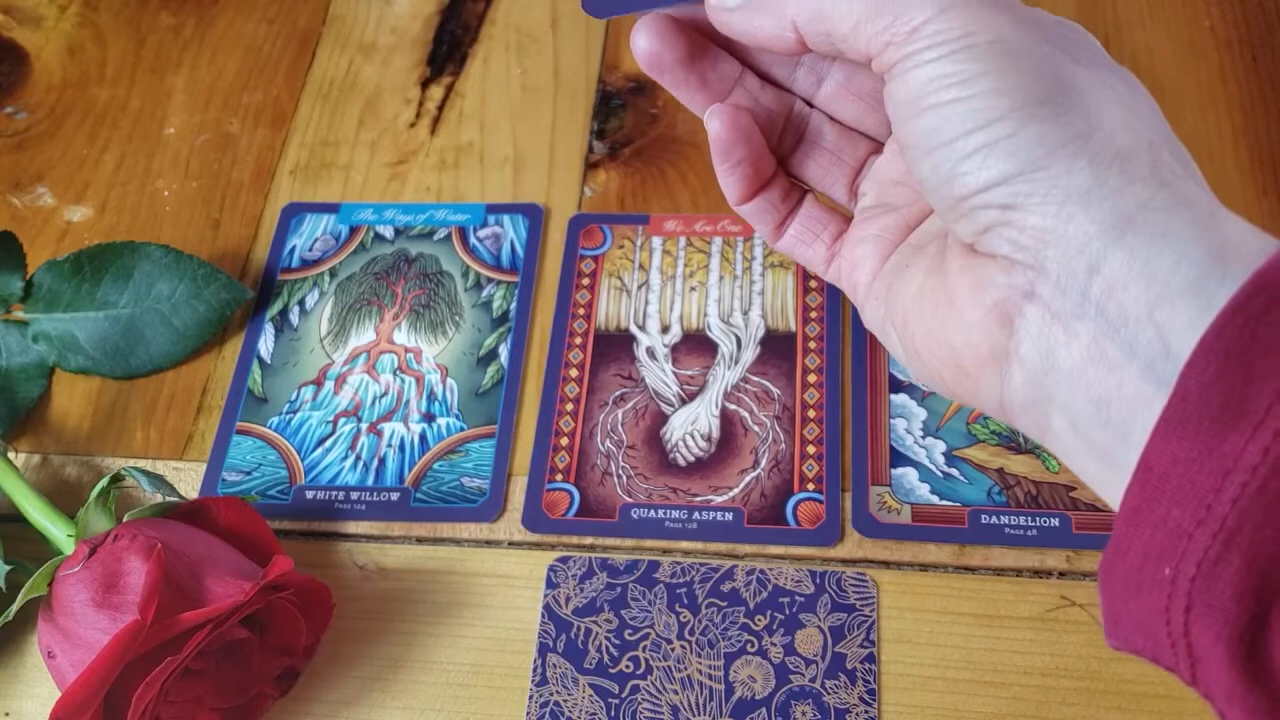 The Ways of Water
WHITE WILLOW
PAGE 124
We Are One
QUAKING ASPEN
PAGE 128
DANDELION
PAGE 48